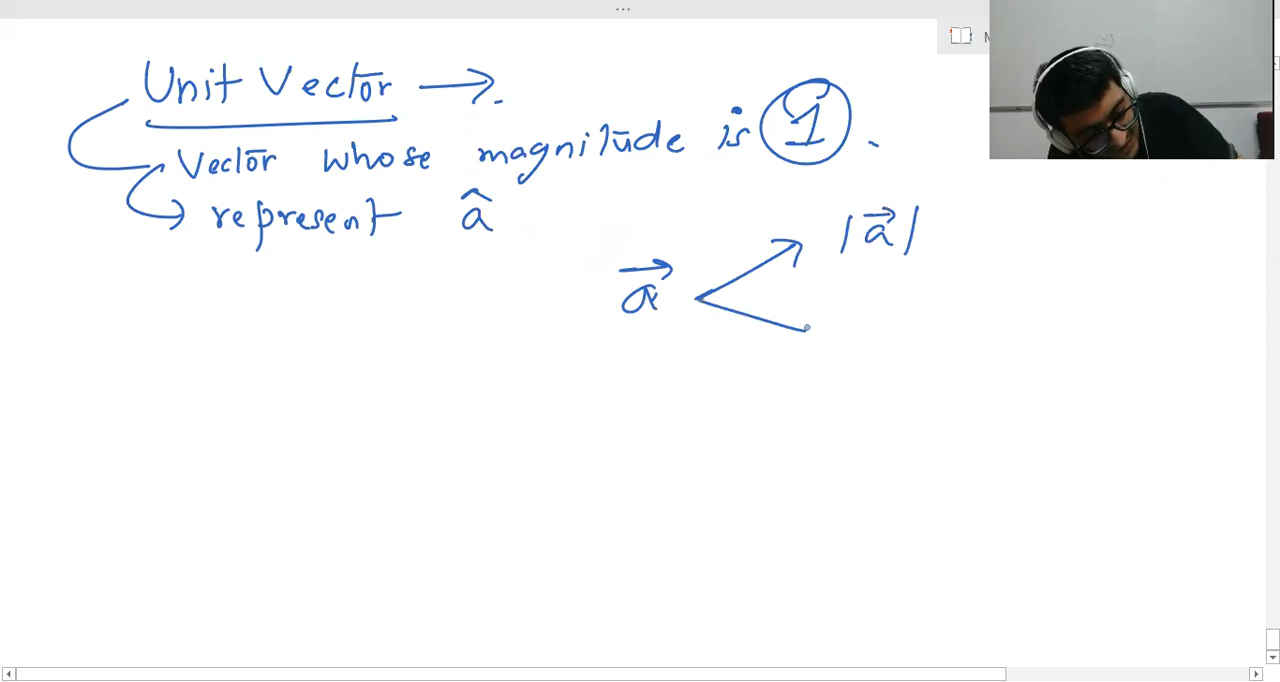 Unit Vector →.
Vector whose magnitude is 1.
represent â
|a⃗|
a⃗